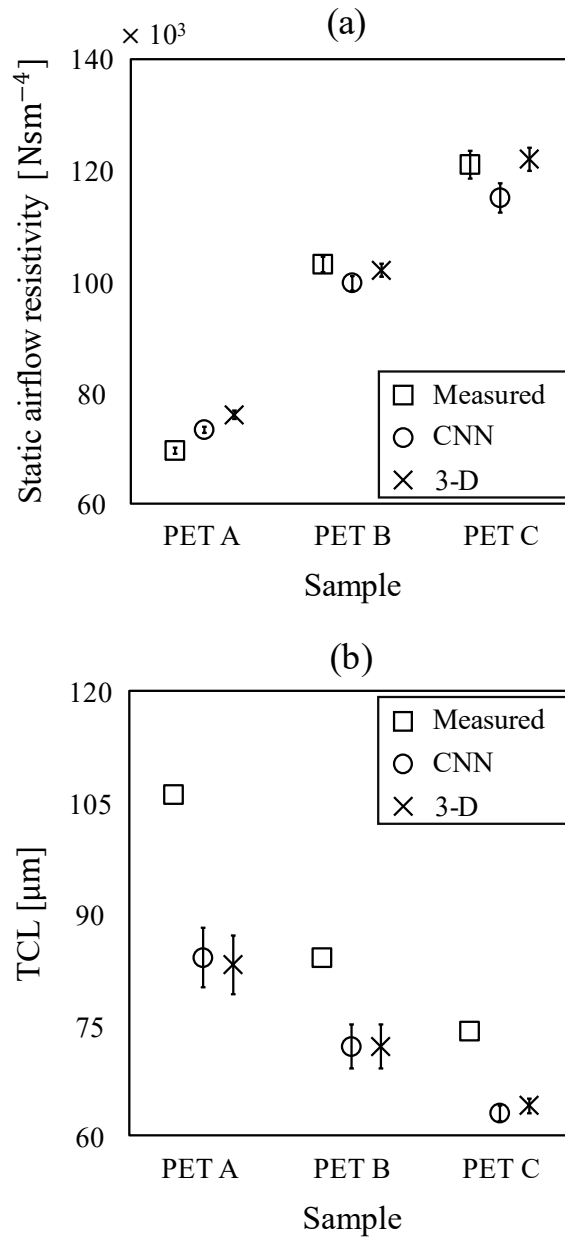 (a)
× 10³
140
120
100
80
60
Static airflow resistivity [Nsm⁻⁴]
Measured
CNN
3-D
PET A PET B PET C
Sample
(b)
120
105
90
75
60
TCL [μm]
Measured
CNN
3-D
PET A PET B PET C
Sample